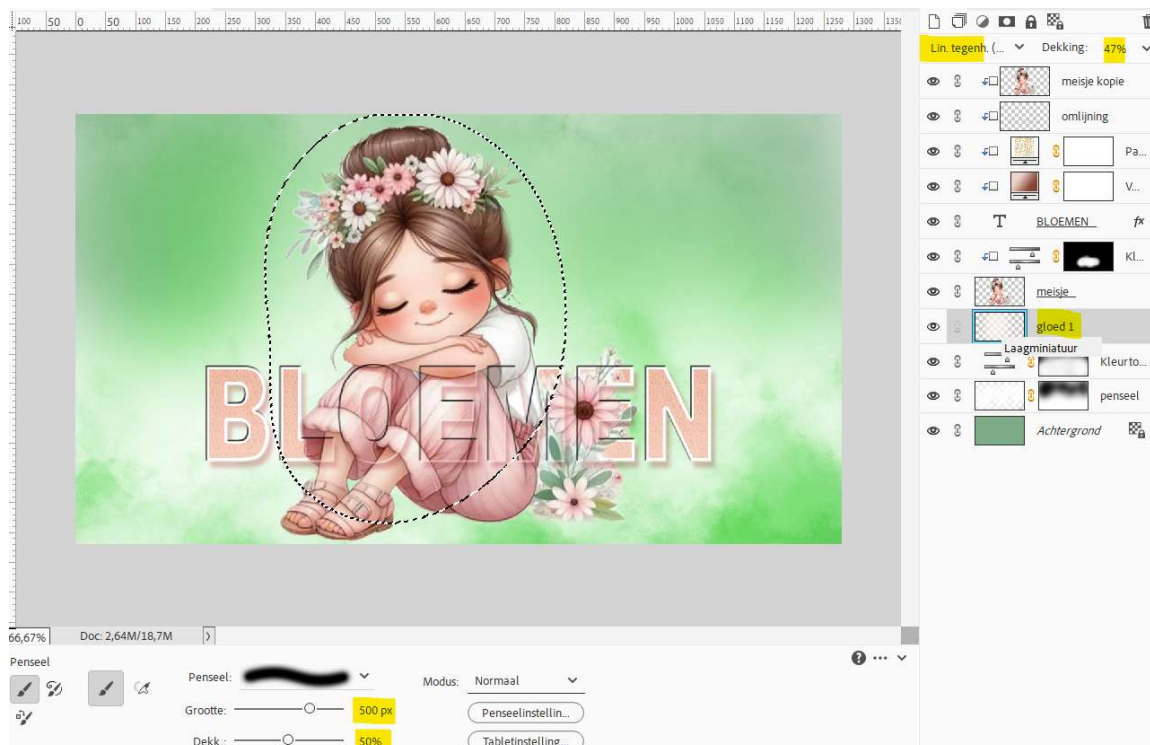 100 50 0 50 100 150 200 250 300 350 400 450 500 550 600 650 700 750 800 850 900 950 1000 1050 1100 1150 1200 1250 1300 1350
Lin. tegenh. (... Dekking: 47%
meisje kopie
omlijning
Pa...
V...
T BLOEMEN fx
Kl...
meisje
gloed 1
Laagminiatuur
Kleurto...
penseel
Achtergrond
BLOEMEN
66,67% Doc: 2,64M/18,7M
Penseel
Penseel:
Modus: Normaal
Grootte: 500 px
Penseelinstellin...
Dekk.: 50%
Tabletinstelling...